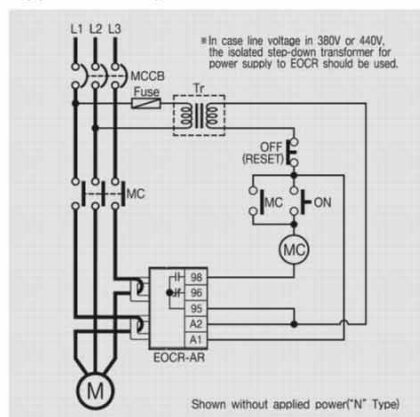 L1 L2 L3
※In case line voltage in 380V or 440V,
the isolated step-down transformer for
power supply to EOCR should be used.
MCCB
Fuse
Tr
OFF
(RESET)
MC
MC
ON
MC
98
96
95
A2
A1
EOCR-AR
M
Shown without applied power("N" Type)